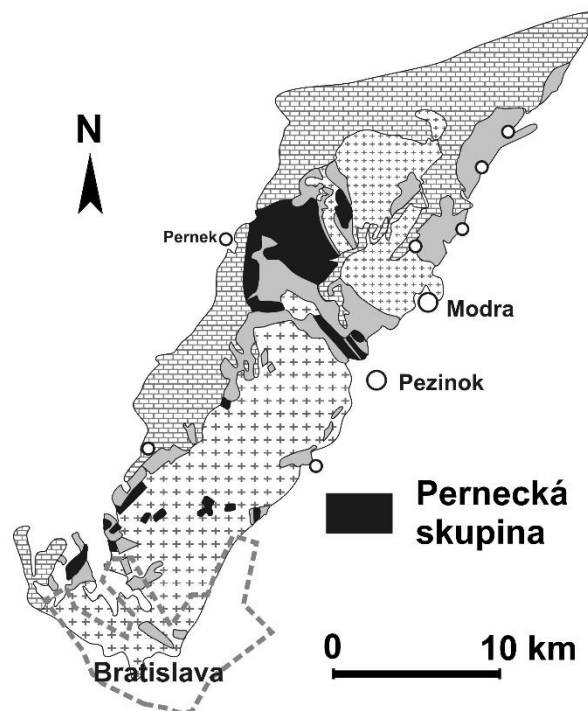 N
Pernek
Modra
Pezinok
Pernecká
skupina
0 10 km
Bratislava